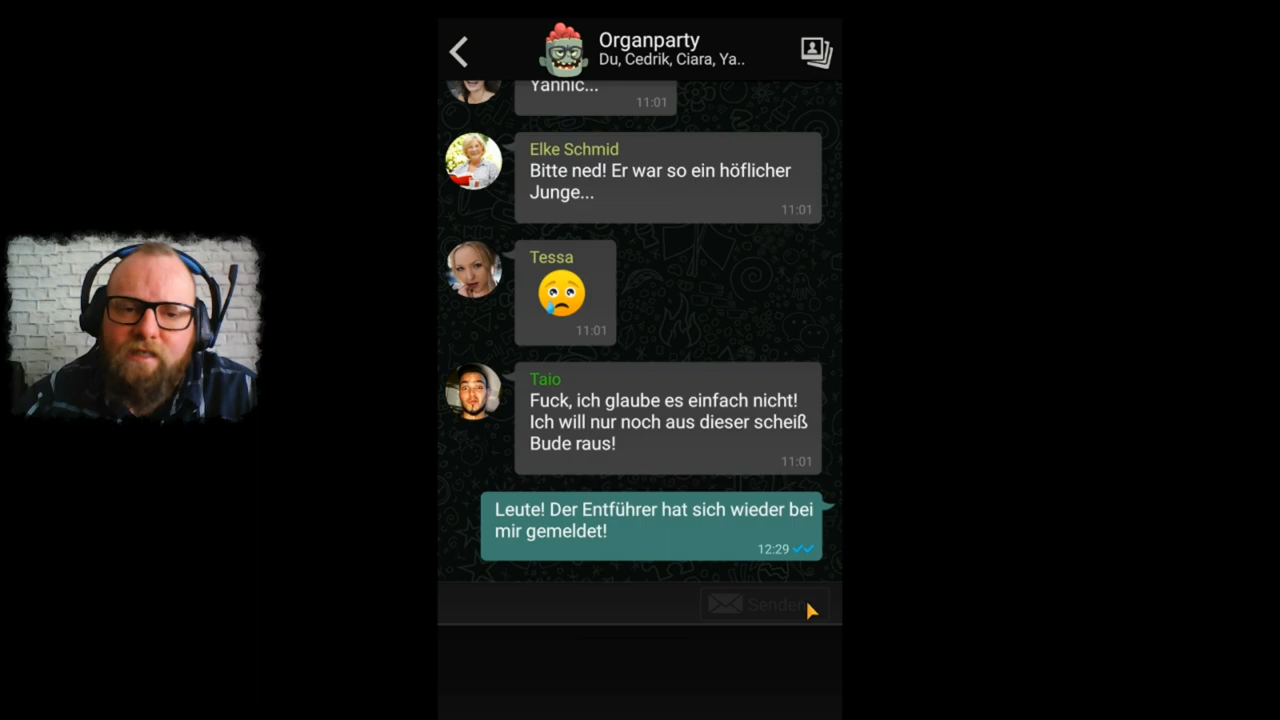 Organparty
Du, Cedrik, Ciara, Ya..
Yannic...
11:01
Elke Schmid
Bitte ned! Er war so ein höflicher
Junge...
11:01
Tessa
11:01
Taio
Fuck, ich glaube es einfach nicht!
Ich will nur noch aus dieser scheiß
Bude raus!
11:01
Leute! Der Entführer hat sich wieder bei
mir gemeldet!
12:29
Senden